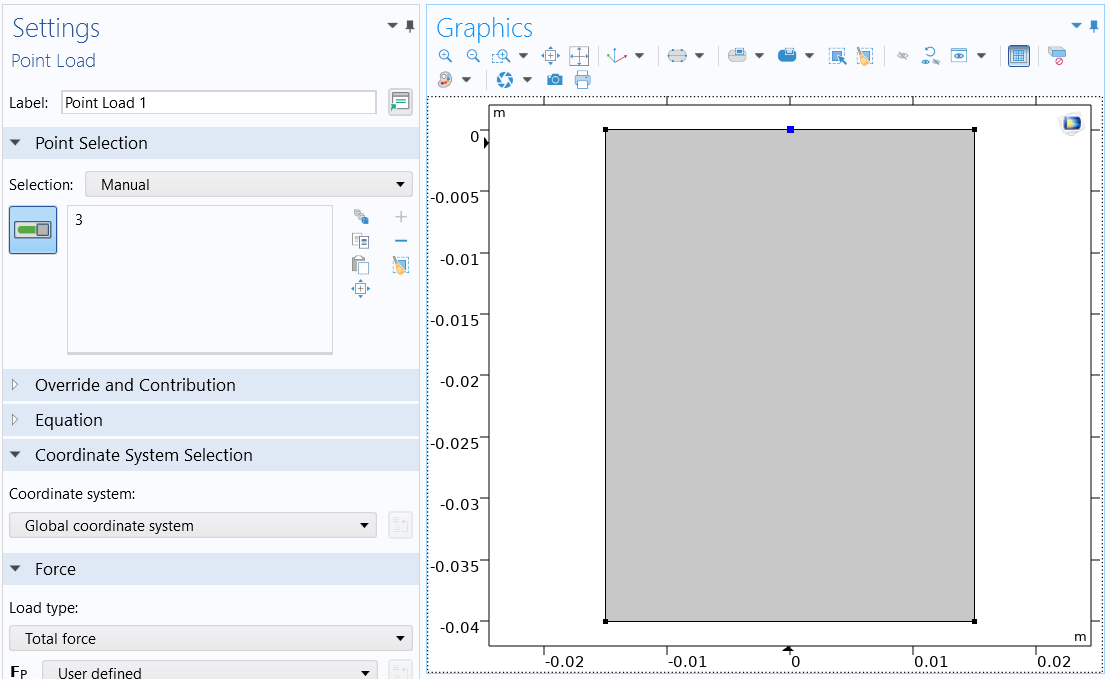 Settings
Point Load
Label: Point Load 1
Point Selection
Selection: Manual
3
Override and Contribution
Equation
Coordinate System Selection
Coordinate system:
Global coordinate system
Force
Load type:
Total force
FP User defined
Graphics
m
0
-0.005
-0.01
-0.015
-0.02
-0.025
-0.03
-0.035
-0.04
m
-0.02 -0.01 0 0.01 0.02